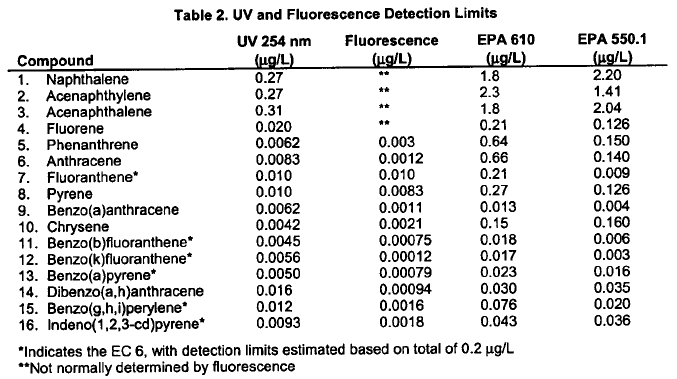 Table 2. UV and Fluorescence Detection Limits
UV 254 nm Fluorescence EPA 610 EPA 550.1
Compound (µg/L) (µg/L) (µg/L) (µg/L)
1. Naphthalene 0.27 ** 1.8 2.20
2. Acenaphthylene 0.27 ** 2.3 1.41
3. Acenaphthalene 0.31 ** 1.8 2.04
4. Fluorene 0.020 ** 0.21 0.126
5. Phenanthrene 0.0062 0.003 0.64 0.150
6. Anthracene 0.0083 0.0012 0.66 0.140
7. Fluoranthene* 0.010 0.010 0.21 0.009
8. Pyrene 0.010 0.0083 0.27 0.126
9. Benzo(a)anthracene 0.0062 0.0011 0.013 0.004
10. Chrysene 0.0042 0.0021 0.15 0.160
11. Benzo(b)fluoranthene* 0.0045 0.00075 0.018 0.006
12. Benzo(k)fluoranthene* 0.0056 0.00012 0.017 0.003
13. Benzo(a)pyrene* 0.0050 0.00079 0.023 0.016
14. Dibenzo(a,h)anthracene 0.016 0.00094 0.030 0.035
15. Benzo(g,h,i)perylene* 0.012 0.0016 0.076 0.020
16. Indeno(1,2,3-cd)pyrene* 0.0093 0.0018 0.043 0.036
*Indicates the EC 6, with detection limits estimated based on total of 0.2 µg/L
**Not normally determined by fluorescence